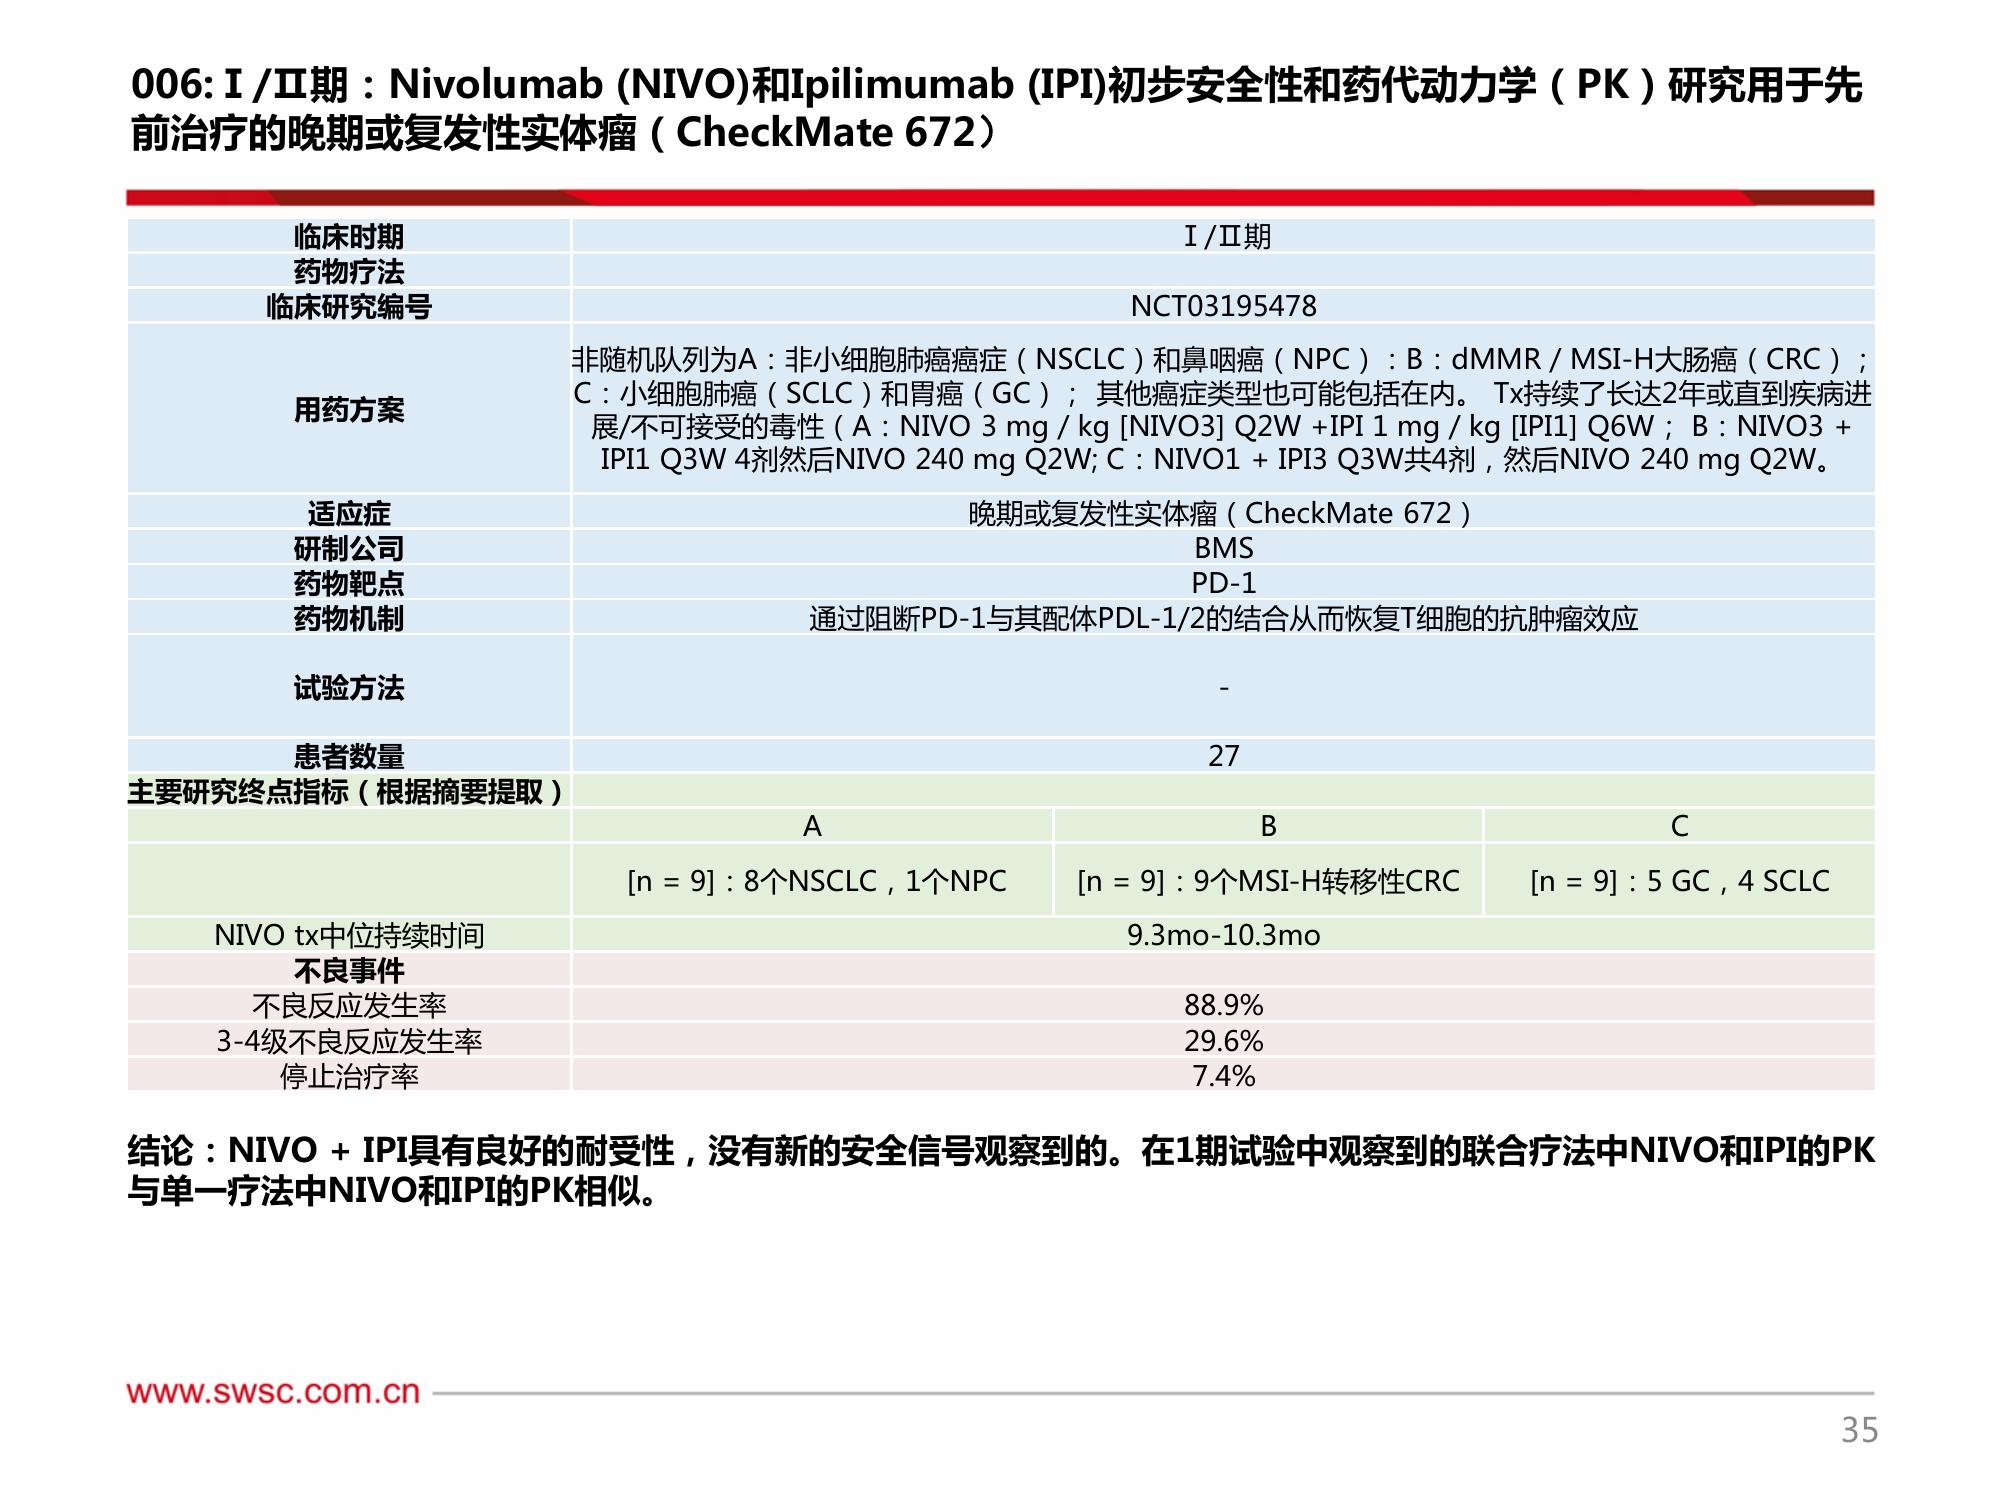 006: I /II期：Nivolumab (NIVO)和Ipilimumab (IPI)初步安全性和药代动力学（PK）研究用于先
前治疗的晚期或复发性实体瘤（CheckMate 672）
临床时期 I /II期
药物疗法
临床研究编号 NCT03195478
用药方案
非随机队列为A：非小细胞肺癌癌症（NSCLC）和鼻咽癌（NPC）：B：dMMR / MSI-H大肠癌（CRC）；
C：小细胞肺癌（SCLC）和胃癌（GC）； 其他癌症类型也可能包括在内。 Tx持续了长达2年或直到疾病进
展/不可接受的毒性（A：NIVO 3 mg / kg [NIVO3] Q2W +IPI 1 mg / kg [IPI1] Q6W； B：NIVO3 +
IPI1 Q3W 4剂然后NIVO 240 mg Q2W; C：NIVO1 + IPI3 Q3W共4剂，然后NIVO 240 mg Q2W。
适应症 晚期或复发性实体瘤（CheckMate 672）
研制公司 BMS
药物靶点 PD-1
药物机制 通过阻断PD-1与其配体PDL-1/2的结合从而恢复T细胞的抗肿瘤效应
试验方法 -
患者数量 27
主要研究终点指标（根据摘要提取）
A B C
[n = 9]：8个NSCLC，1个NPC [n = 9]：9个MSI-H转移性CRC [n = 9]：5 GC，4 SCLC
NIVO tx中位持续时间 9.3mo-10.3mo
不良事件
不良反应发生率 88.9%
3-4级不良反应发生率 29.6%
停止治疗率 7.4%
结论：NIVO + IPI具有良好的耐受性，没有新的安全信号观察到的。在1期试验中观察到的联合疗法中NIVO和IPI的PK
与单一疗法中NIVO和IPI的PK相似。
www.swsc.com.cn
35